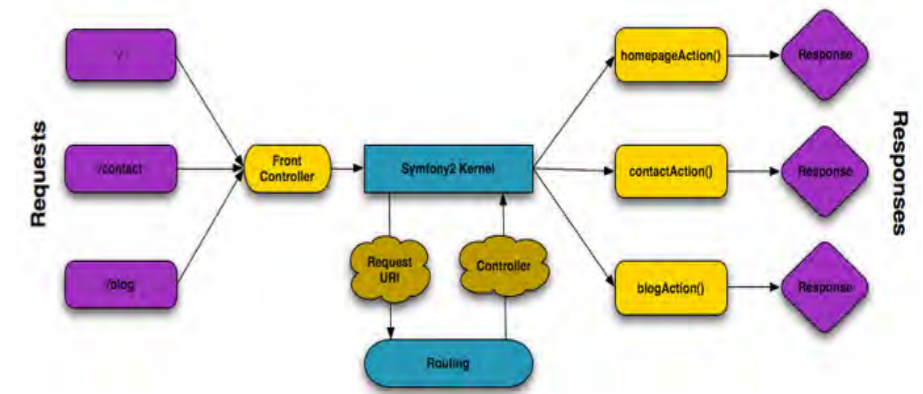 Requests
/contact
/blog
Front
Controller
Symfony2 Kernel
Request
URI
Controller
Routing
homepageAction()
contactAction()
blogAction()
Response
Response
Response
Responses